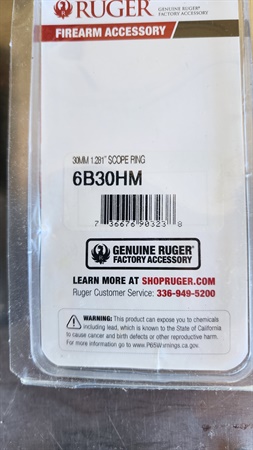 RUGER GENUINE RUGER®
FACTORY ACCESSORY
FIREARM ACCESSORY
30MM 1.281" SCOPE RING
6B30HM
7 36676 90323 8
GENUINE RUGER®
FACTORY ACCESSORY
LEARN MORE AT SHOPRUGER.COM
Ruger Customer Service: 336-949-5200
WARNING: This product can expose you to chemicals
including lead, which is known to the State of California
to cause cancer and birth defects or other reproductive harm.
For more information go to www.P65Warnings.ca.gov.